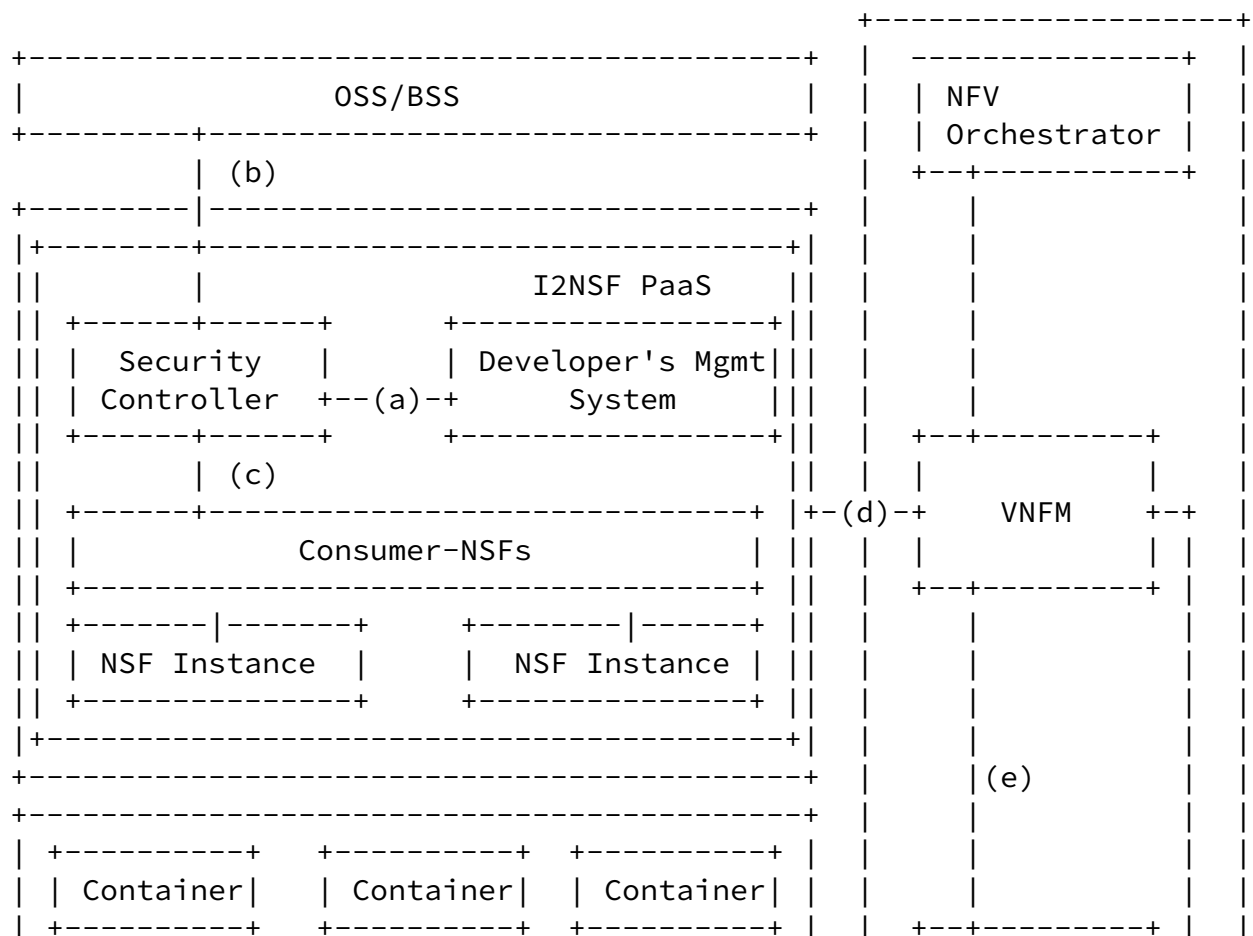 OSS/BSS
NFV
Orchestrator
(b)
I2NSF PaaS
Security
Controller
(a)
Developer's Mgmt
System
(c)
(d)
VNFM
Consumer-NSFs
NSF Instance
NSF Instance
(e)
Container
Container
Container